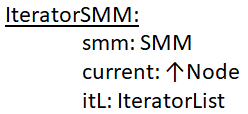 IteratorSMM:
smm: SMM
current: ↑Node
itL: IteratorList